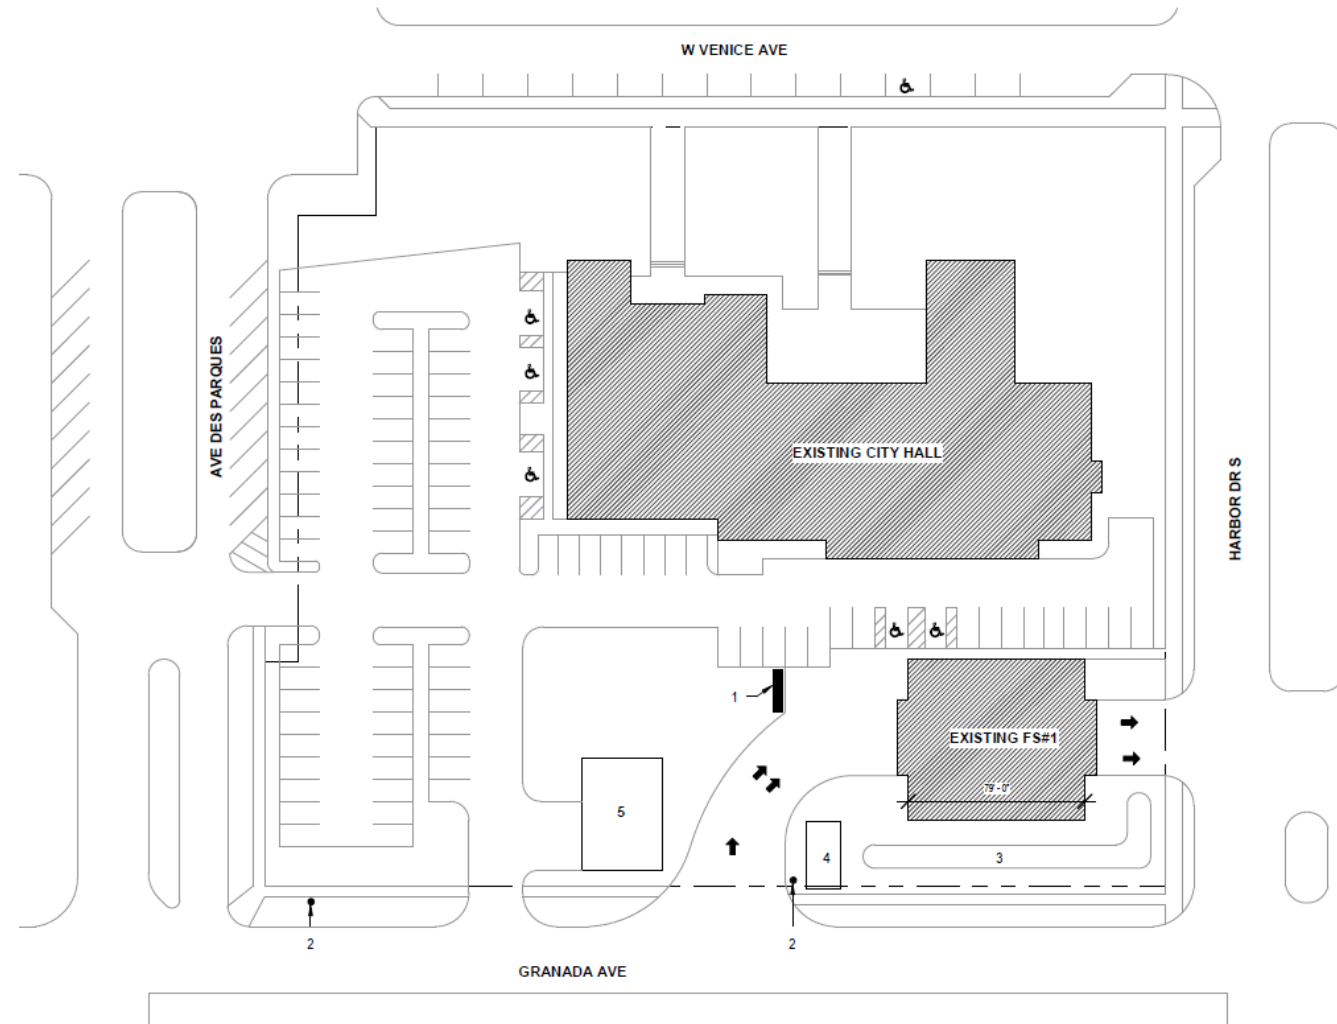 W VENICE AVE
AVE DES PARQUES
EXISTING CITY HALL
HARBOR DR S
1
EXISTING FS#1
79' - 0"
5
4
3
2
2
GRANADA AVE